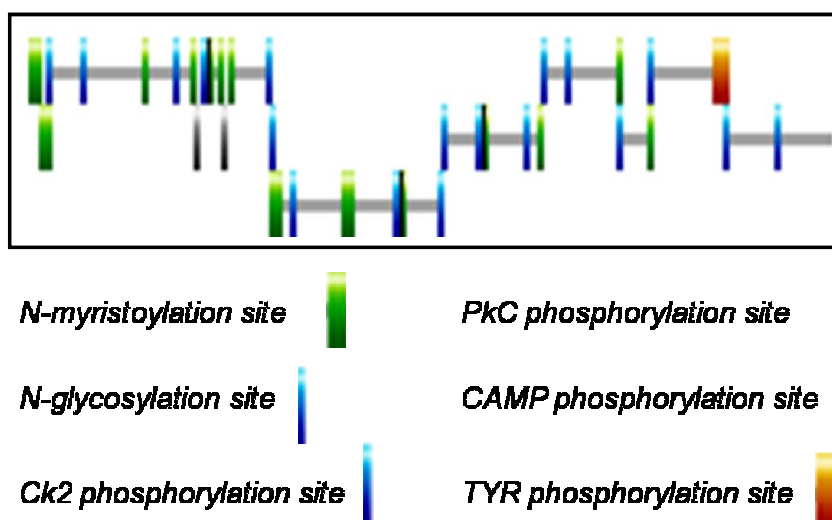 N-myristoylation site
PkC phosphorylation site
N-glycosylation site
CAMP phosphorylation site
Ck2 phosphorylation site
TYR phosphorylation site